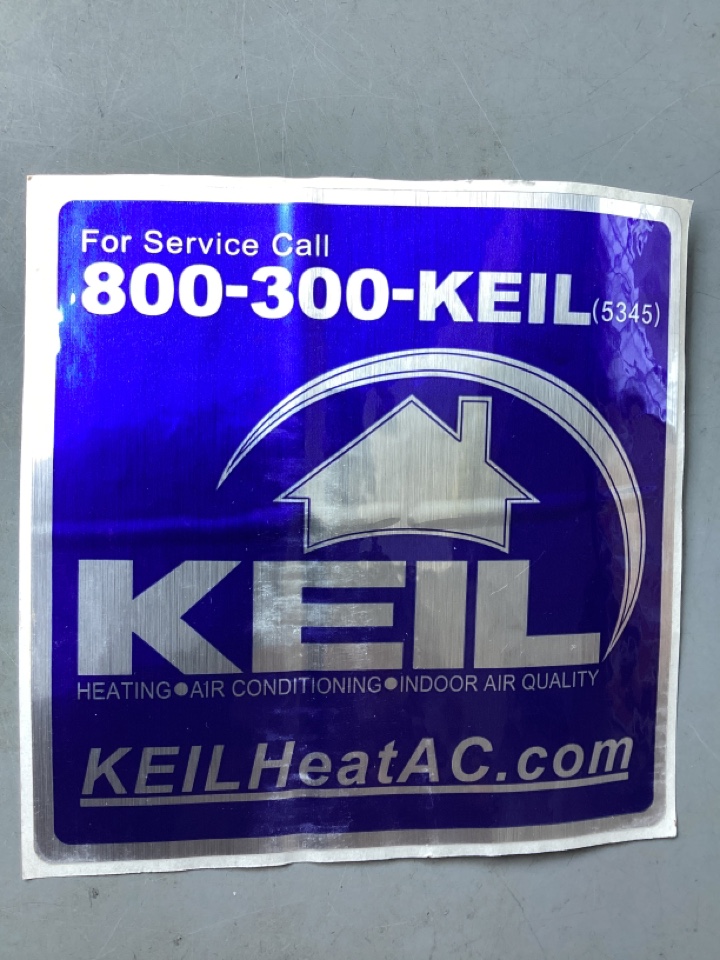 For Service Call
800-300-KEIL(5345)
KEIL
HEATING●AIR CONDITIONING●INDOOR AIR QUALITY
KEILHeatAC.com